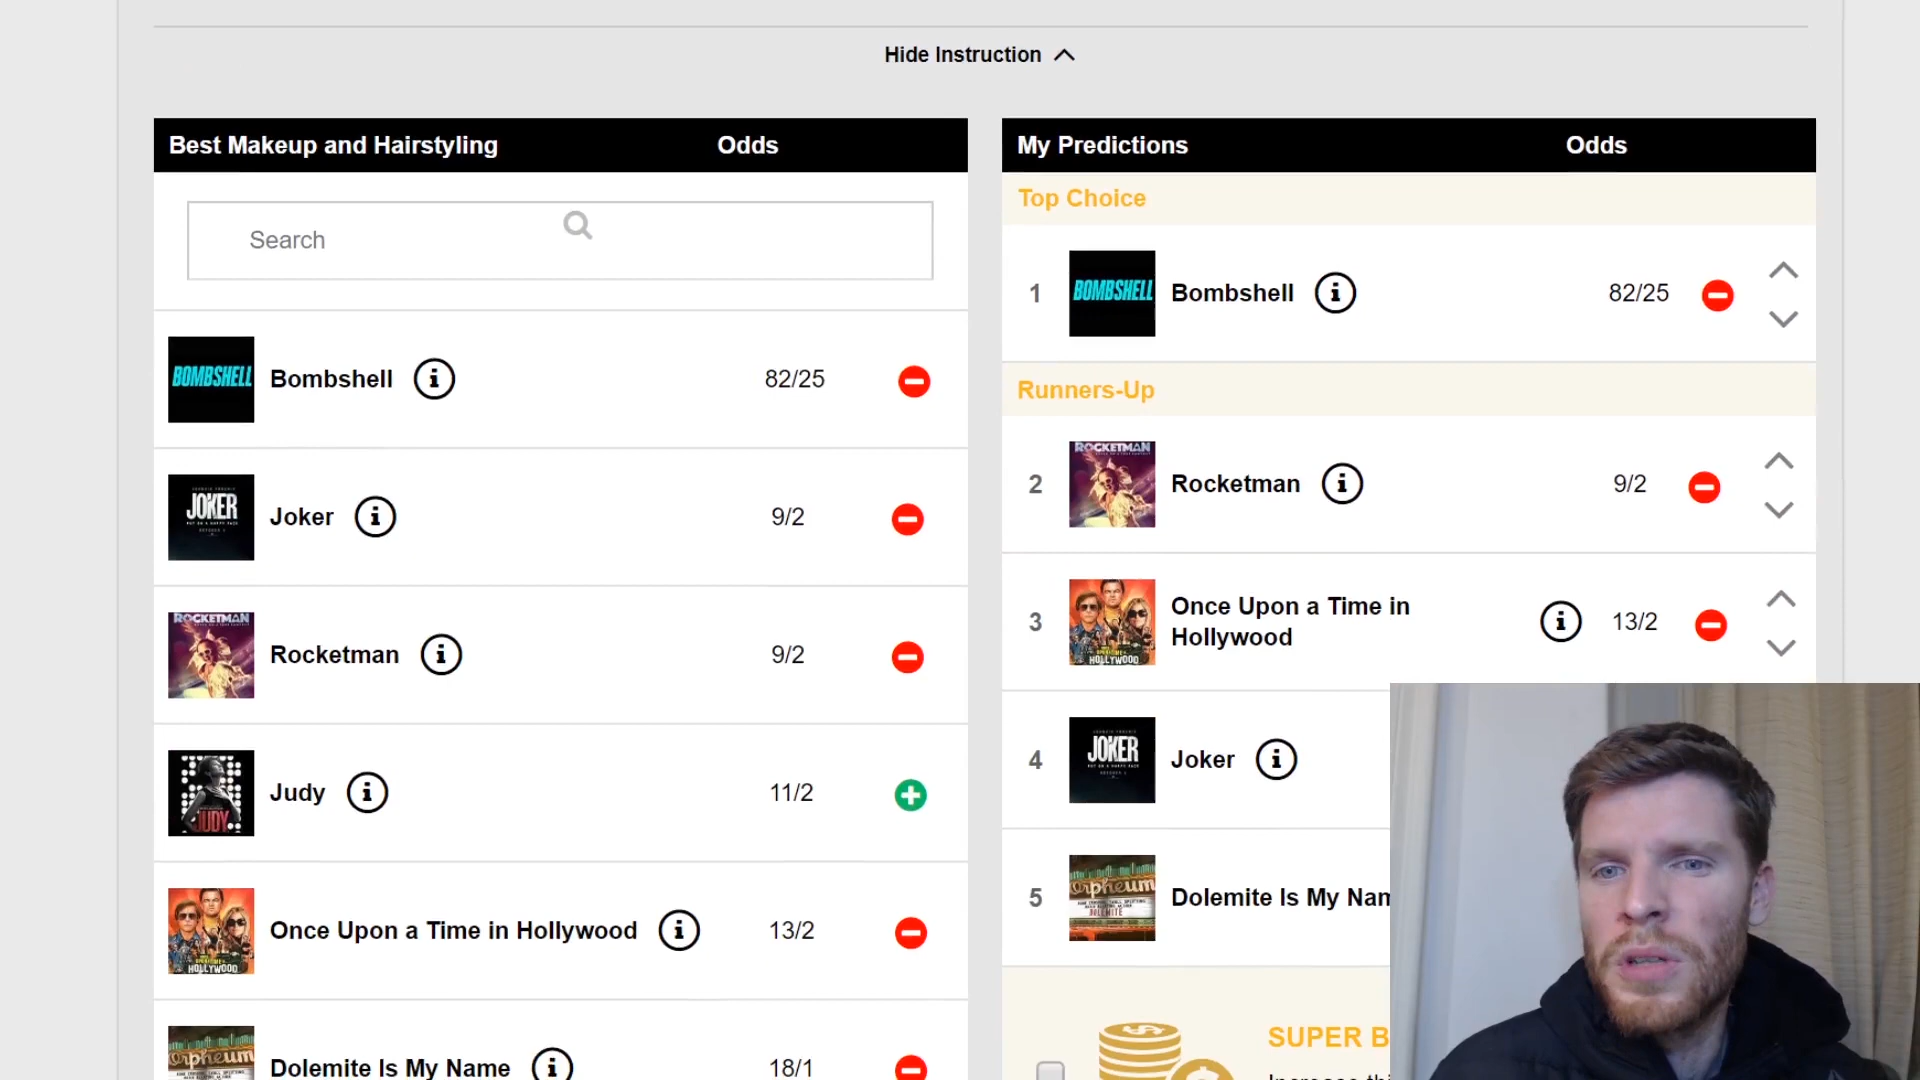 Hide Instruction
Best Makeup and Hairstyling Odds
Search
BOMBSHELL Bombshell 82/25
JOKER Joker 9/2
ROCKETMAN Rocketman 9/2
JUDY Judy 11/2
HOLLYWOOD Once Upon a Time in Hollywood 13/2
Orpheum Dolemite Is My Name 18/1
My Predictions Odds
Top Choice
1 BOMBSHELL Bombshell 82/25
Runners-Up
2 ROCKETMAN Rocketman 9/2
3 HOLLYWOOD Once Upon a Time in
Hollywood 13/2
4 JOKER Joker
5 Orpheum DOLEMITE Dolemite Is My Nam
SUPER B